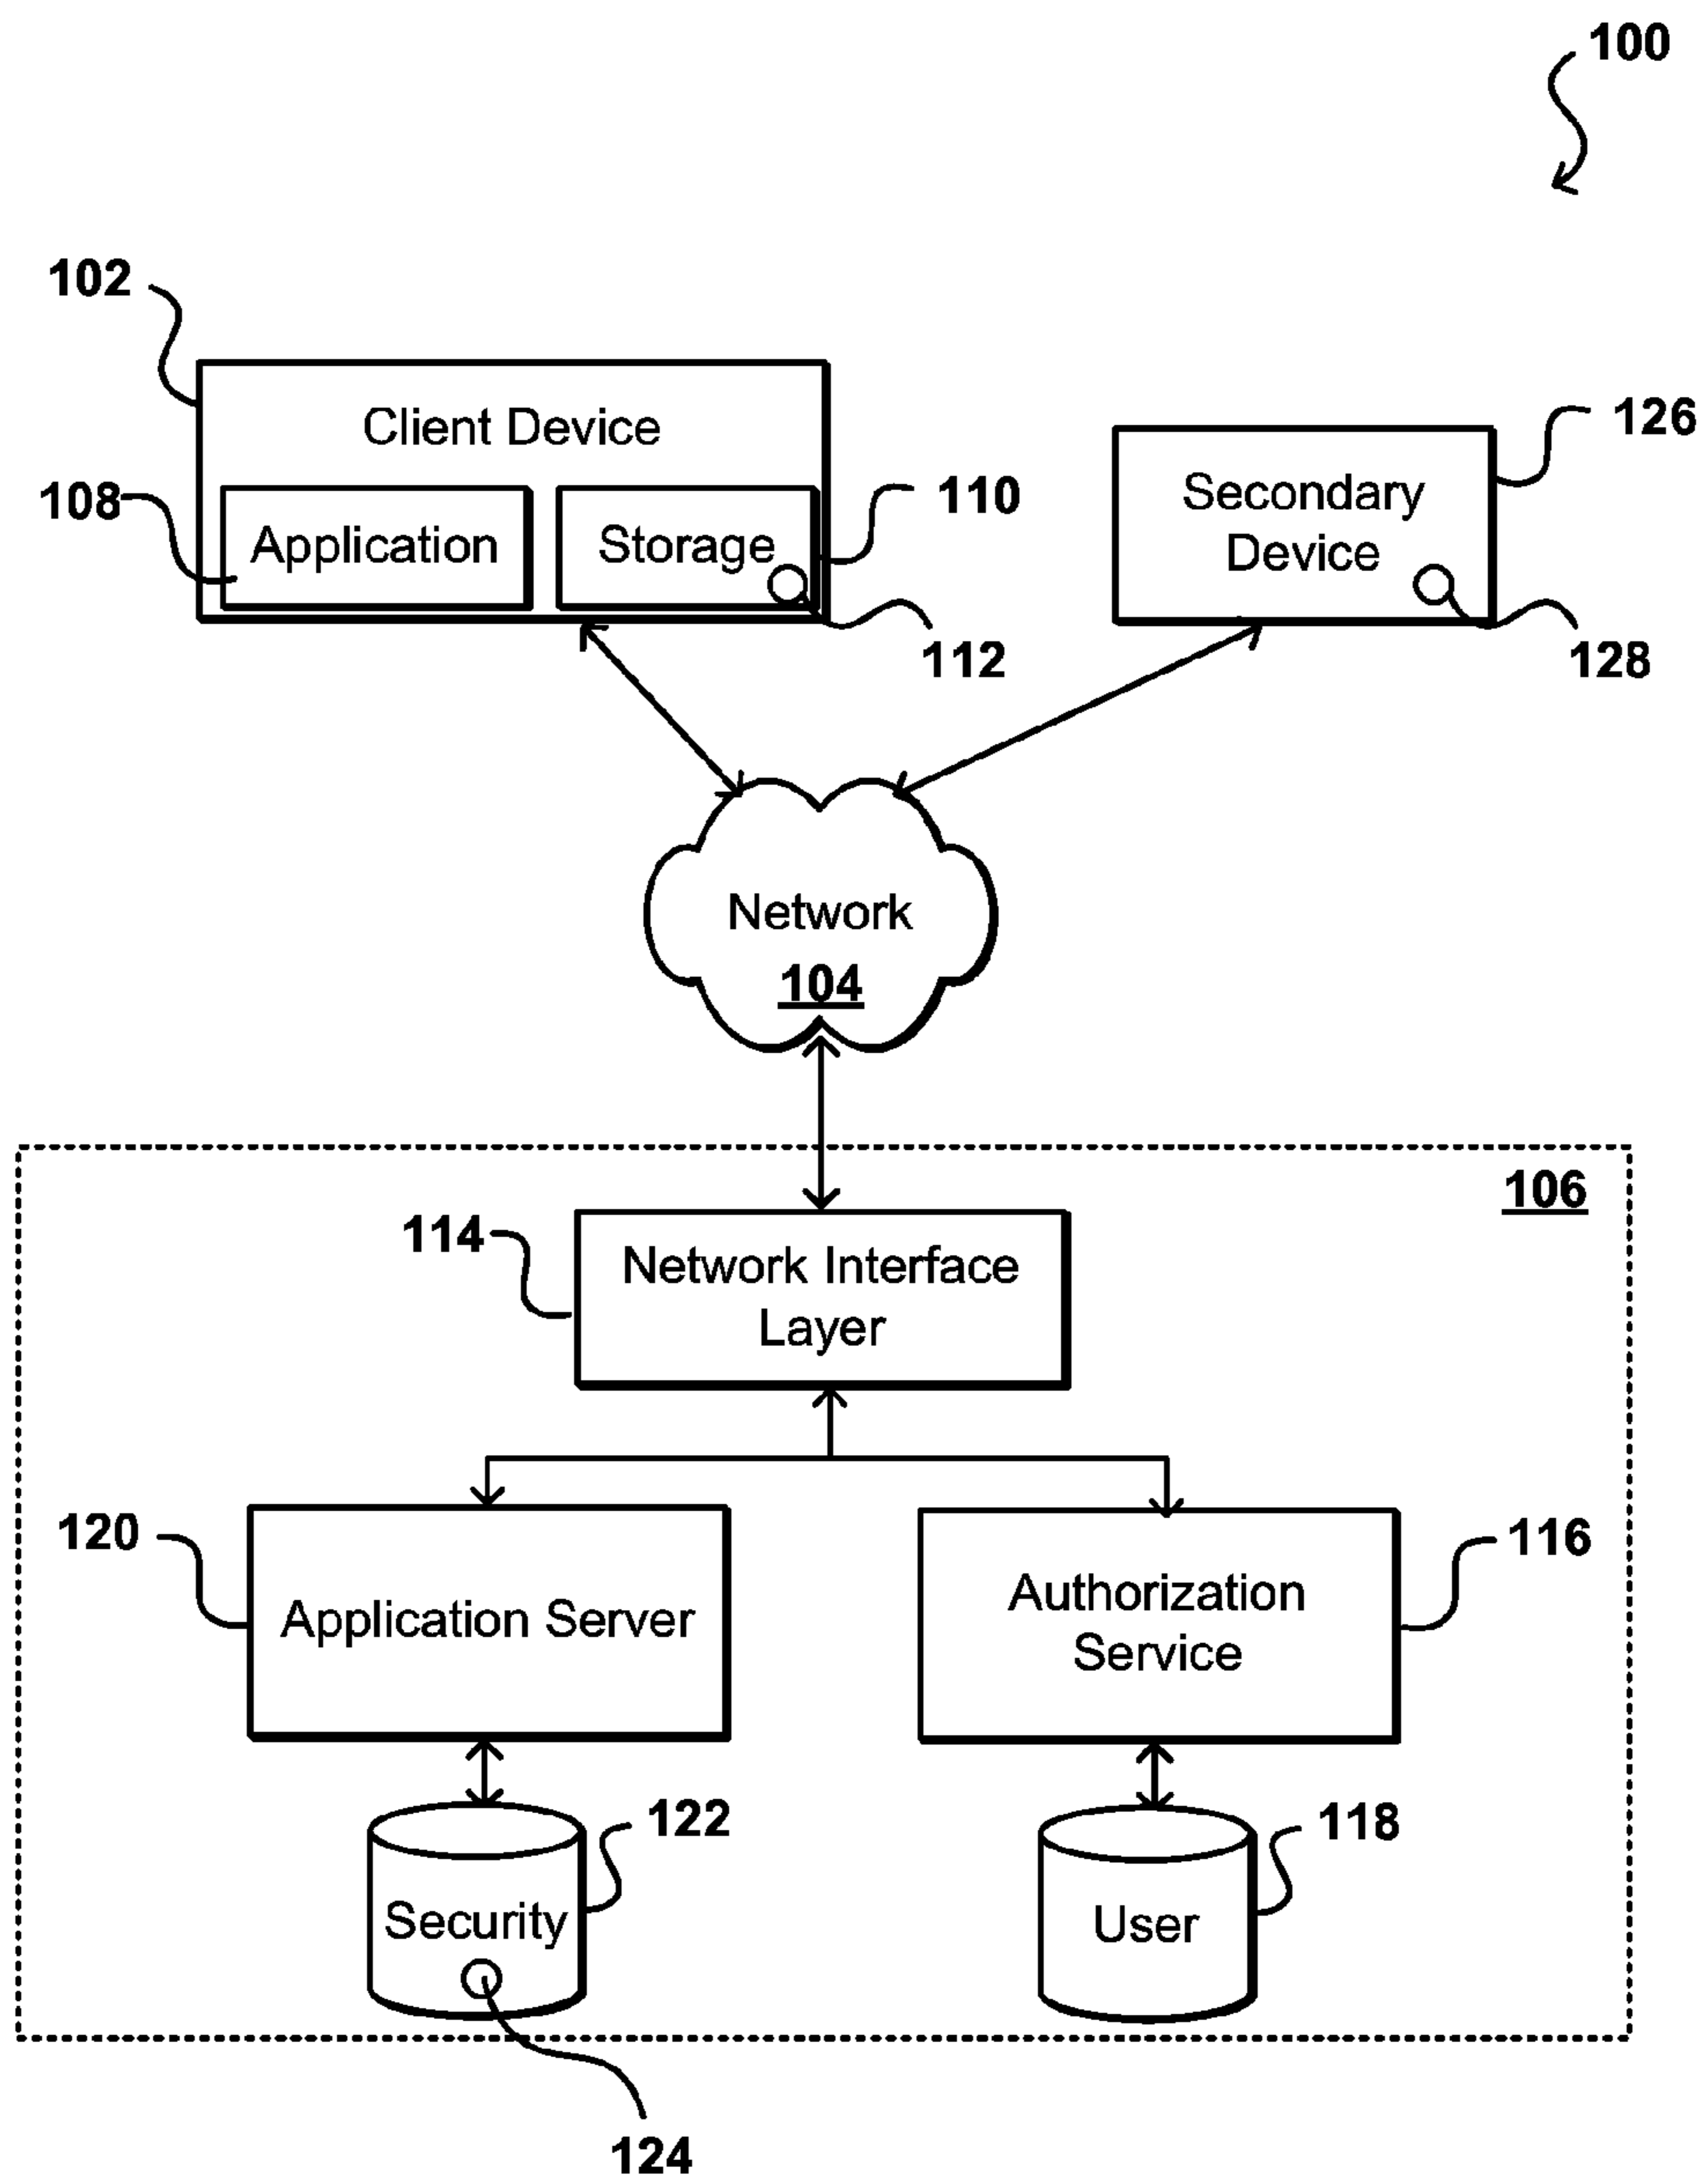 100
102
Client Device
126
108
110
Secondary
Application
Storage
Device
112
128
Network
104
106
114
Network Interface
Layer
120
116
Application Server
Authorization
Service
122
118
Security
User
124